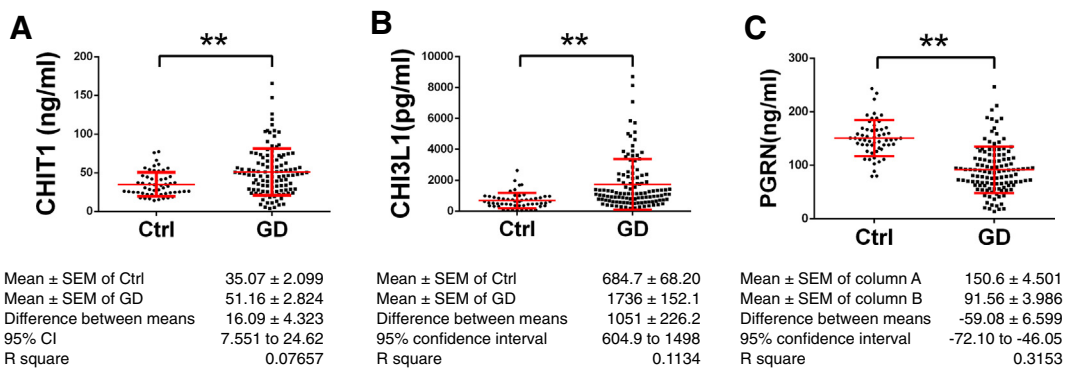 A
CHIT1 (ng/ml)
200
150
100
50
0
**
Ctrl
GD
Mean ± SEM of Ctrl 35.07 ± 2.099
Mean ± SEM of GD 51.16 ± 2.824
Difference between means 16.09 ± 4.323
95% CI 7.551 to 24.62
R square 0.07657
B
CHI3L1(pg/ml)
10000
8000
6000
4000
2000
0
**
Ctrl
GD
Mean ± SEM of Ctrl 684.7 ± 68.20
Mean ± SEM of GD 1736 ± 152.1
Difference between means 1051 ± 226.2
95% confidence interval 604.9 to 1498
R square 0.1134
C
PGRN(ng/ml)
300
200
100
0
**
Ctrl
GD
Mean ± SEM of column A 150.6 ± 4.501
Mean ± SEM of column B 91.56 ± 3.986
Difference between means -59.08 ± 6.599
95% confidence interval -72.10 to -46.05
R square 0.3153